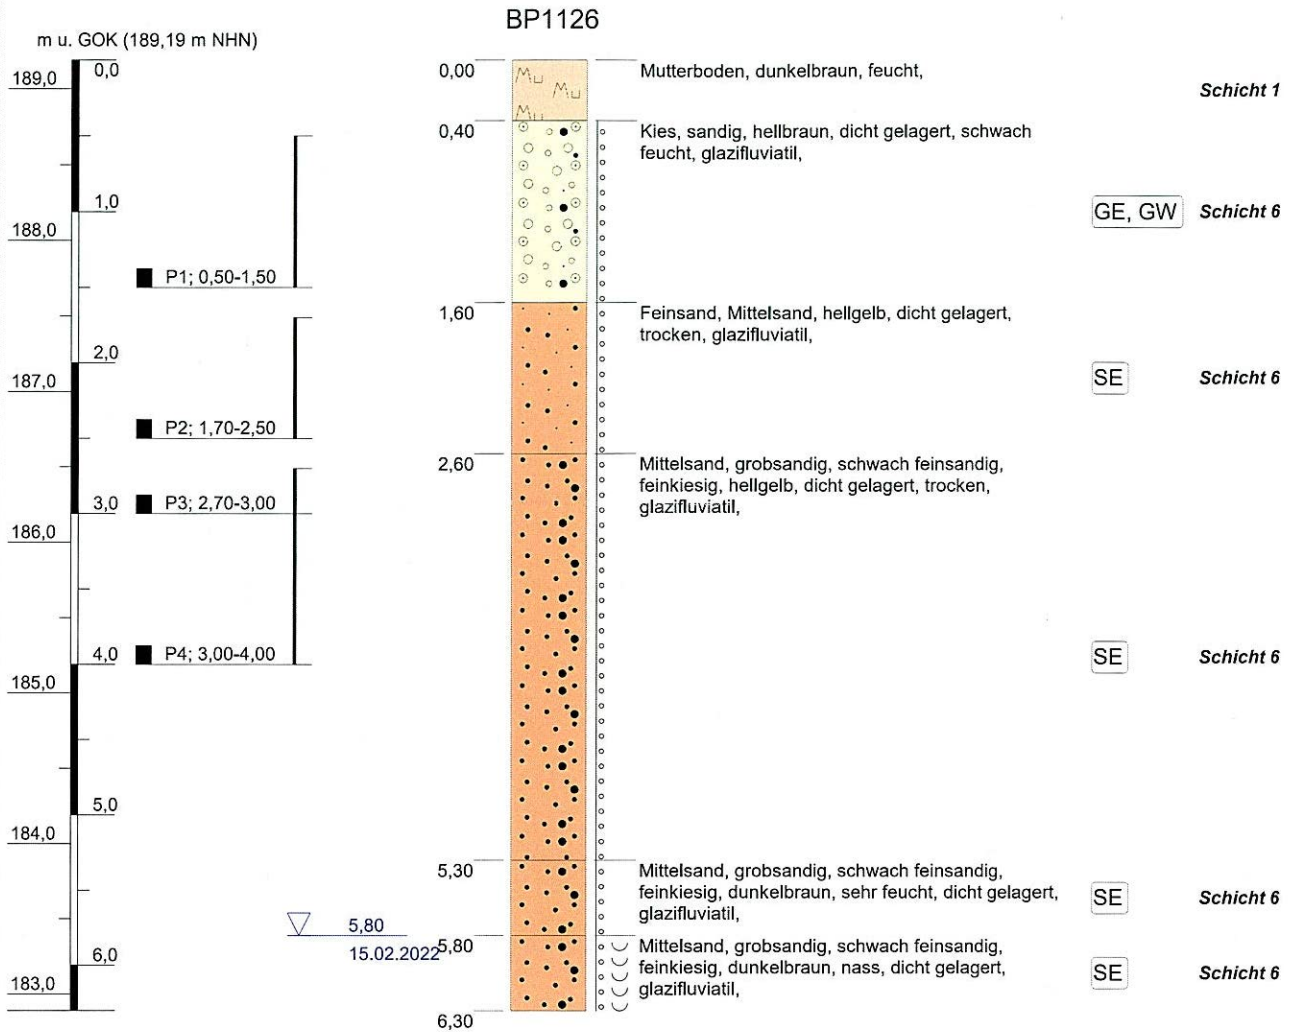 BP1126
m u. GOK (189,19 m NHN)
0,0
189,0
1,0
188,0
2,0
187,0
3,0
186,0
4,0
185,0
5,0
184,0
6,0
183,0
P1; 0,50-1,50
P2; 1,70-2,50
P3; 2,70-3,00
P4; 3,00-4,00
5,80
15.02.2022
0,00
Mu
Mu
Mu
Mutterboden, dunkelbraun, feucht,
Schicht 1
0,40
Kies, sandig, hellbraun, dicht gelagert, schwach
feucht, glazifluviatil,
GE, GW
Schicht 6
1,60
Feinsand, Mittelsand, hellgelb, dicht gelagert,
trocken, glazifluviatil,
SE
Schicht 6
2,60
Mittelsand, grobsandig, schwach feinsandig,
feinkiesig, hellgelb, dicht gelagert, trocken,
glazifluviatil,
SE
Schicht 6
5,30
Mittelsand, grobsandig, schwach feinsandig,
feinkiesig, dunkelbraun, sehr feucht, dicht gelagert,
glazifluviatil,
SE
Schicht 6
5,80
Mittelsand, grobsandig, schwach feinsandig,
feinkiesig, dunkelbraun, nass, dicht gelagert,
glazifluviatil,
SE
Schicht 6
6,30